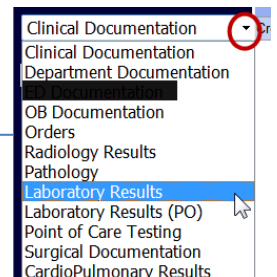 Clinical Documentation
Cr
Clinical Documentation
Department Documentation
ED Documentation
OB Documentation
Orders
Radiology Results
Pathology
Laboratory Results
Laboratory Results (PO)
Point of Care Testing
Surgical Documentation
CardioPulmonary Results